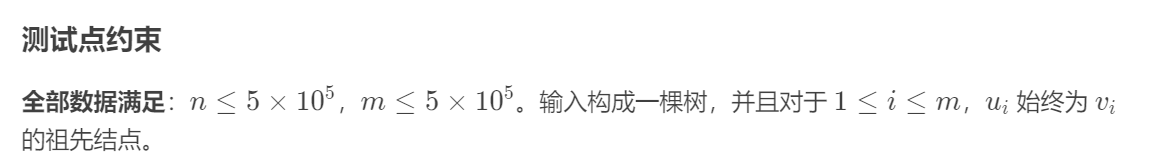 测试点约束
全部数据满足：n ≤ 5 × 10^5，m ≤ 5 × 10^5。输入构成一棵树，并且对于 1 ≤ i ≤ m，u_i 始终为 v_i
的祖先结点。